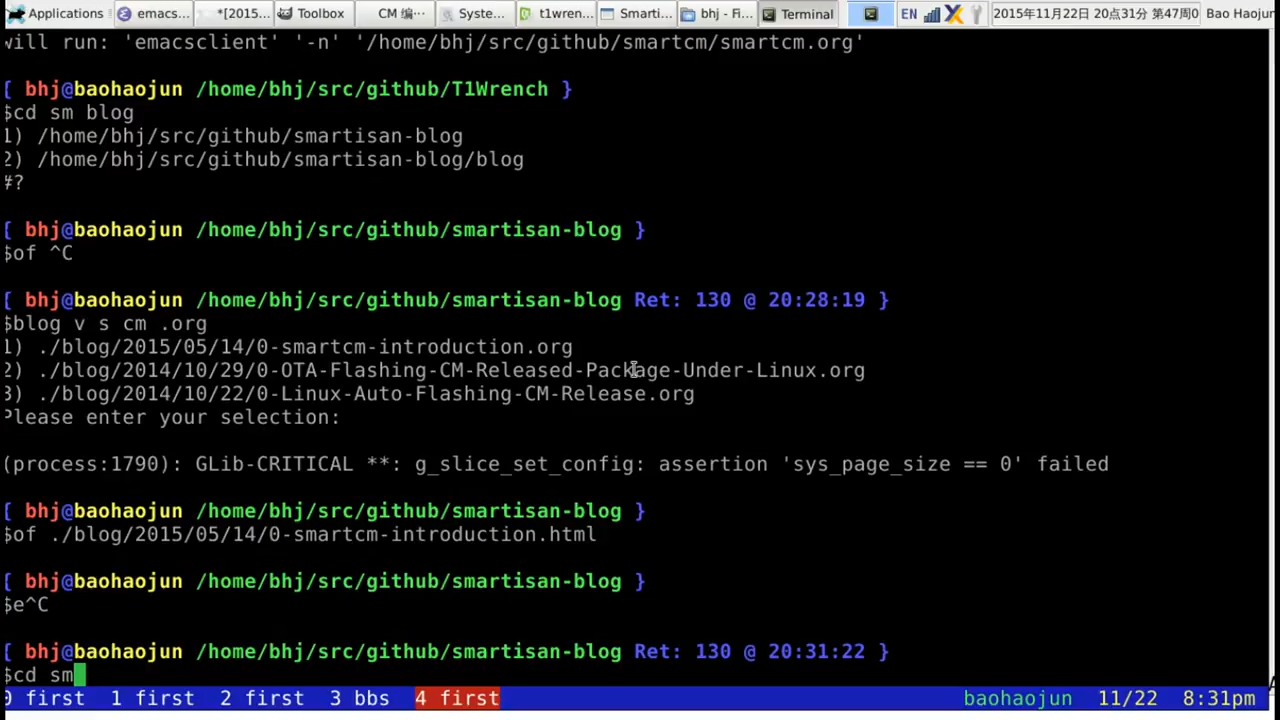 Applications emacs... *[2015... Toolbox CM 编... Syste... t1wren... Smarti... bhj - Fi... Terminal EN 2015年11月22日 20点31分 第47周0 Bao Haojun
will run: 'emacsclient' '-n' '/home/bhj/src/github/smartcm/smartcm.org'
[ bhj@baohaojun /home/bhj/src/github/T1Wrench }
$cd sm blog
1) /home/bhj/src/github/smartisan-blog
2) /home/bhj/src/github/smartisan-blog/blog
#?
[ bhj@baohaojun /home/bhj/src/github/smartisan-blog }
$of ^C
[ bhj@baohaojun /home/bhj/src/github/smartisan-blog Ret: 130 @ 20:28:19 }
$blog v s cm .org
1) ./blog/2015/05/14/0-smartcm-introduction.org
2) ./blog/2014/10/29/0-OTA-Flashing-CM-Released-Package-Under-Linux.org
3) ./blog/2014/10/22/0-Linux-Auto-Flashing-CM-Release.org
Please enter your selection:
(process:1790): GLib-CRITICAL **: g_slice_set_config: assertion 'sys_page_size == 0' failed
[ bhj@baohaojun /home/bhj/src/github/smartisan-blog }
$of ./blog/2015/05/14/0-smartcm-introduction.html
[ bhj@baohaojun /home/bhj/src/github/smartisan-blog }
$e^C
[ bhj@baohaojun /home/bhj/src/github/smartisan-blog Ret: 130 @ 20:31:22 }
$cd sm
0 first 1 first 2 first 3 bbs 4 first baohaojun 11/22 8:31pm